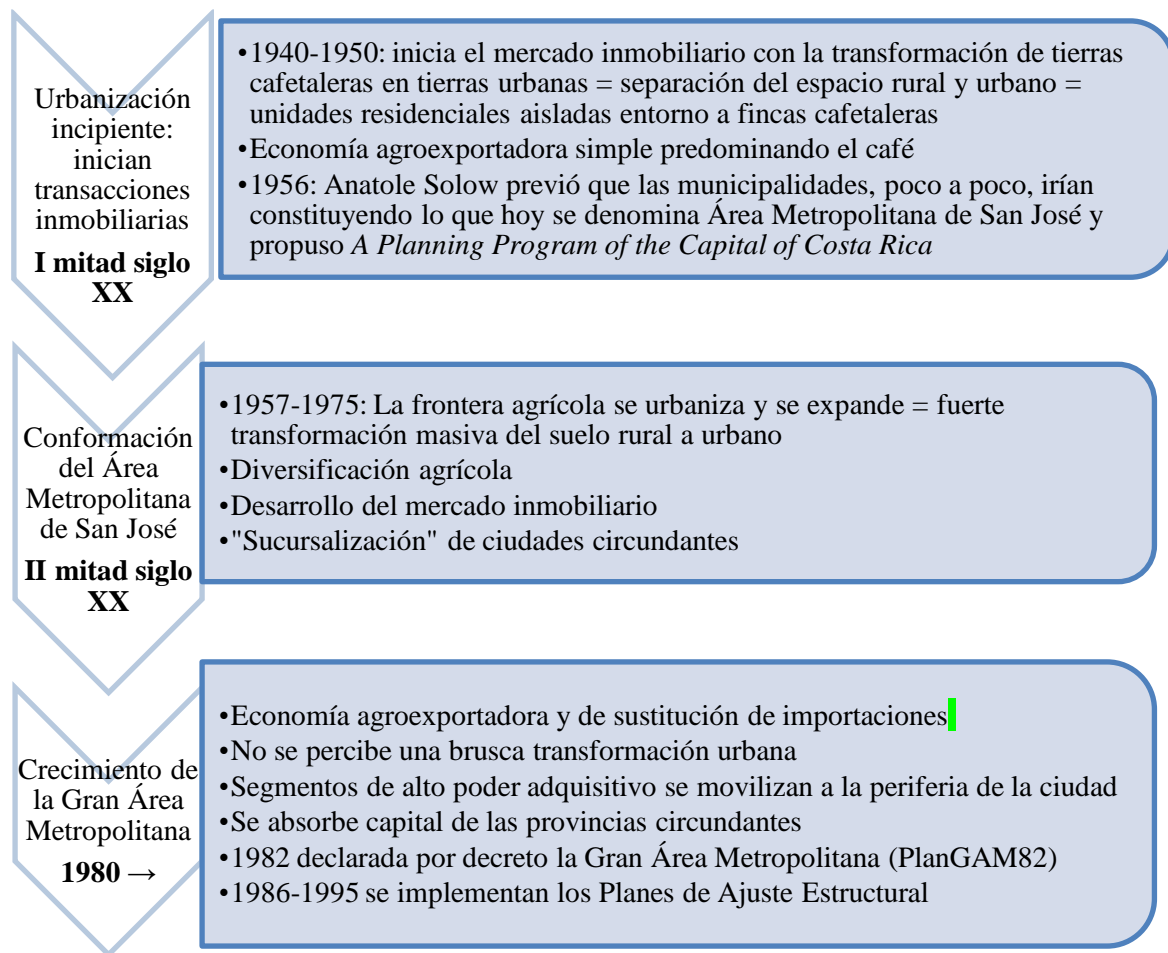 Urbanización
incipiente:
inician
transacciones
inmobiliarias
I mitad siglo
XX
•1940-1950: inicia el mercado inmobiliario con la transformación de tierras
cafetaleras en tierras urbanas = separación del espacio rural y urbano =
unidades residenciales aisladas entorno a fincas cafetaleras
•Economía agroexportadora simple predominando el café
•1956: Anatole Solow previó que las municipalidades, poco a poco, irían
constituyendo lo que hoy se denomina Área Metropolitana de San José y
propuso A Planning Program of the Capital of Costa Rica
Conformación
del Área
Metropolitana
de San José
II mitad siglo
XX
•1957-1975: La frontera agrícola se urbaniza y se expande = fuerte
transformación masiva del suelo rural a urbano
•Diversificación agrícola
•Desarrollo del mercado inmobiliario
•"Sucursalización" de ciudades circundantes
Crecimiento de
la Gran Área
Metropolitana
1980 →
•Economía agroexportadora y de sustitución de importaciones
•No se percibe una brusca transformación urbana
•Segmentos de alto poder adquisitivo se movilizan a la periferia de la ciudad
•Se absorbe capital de las provincias circundantes
•1982 declarada por decreto la Gran Área Metropolitana (PlanGAM82)
•1986-1995 se implementan los Planes de Ajuste Estructural